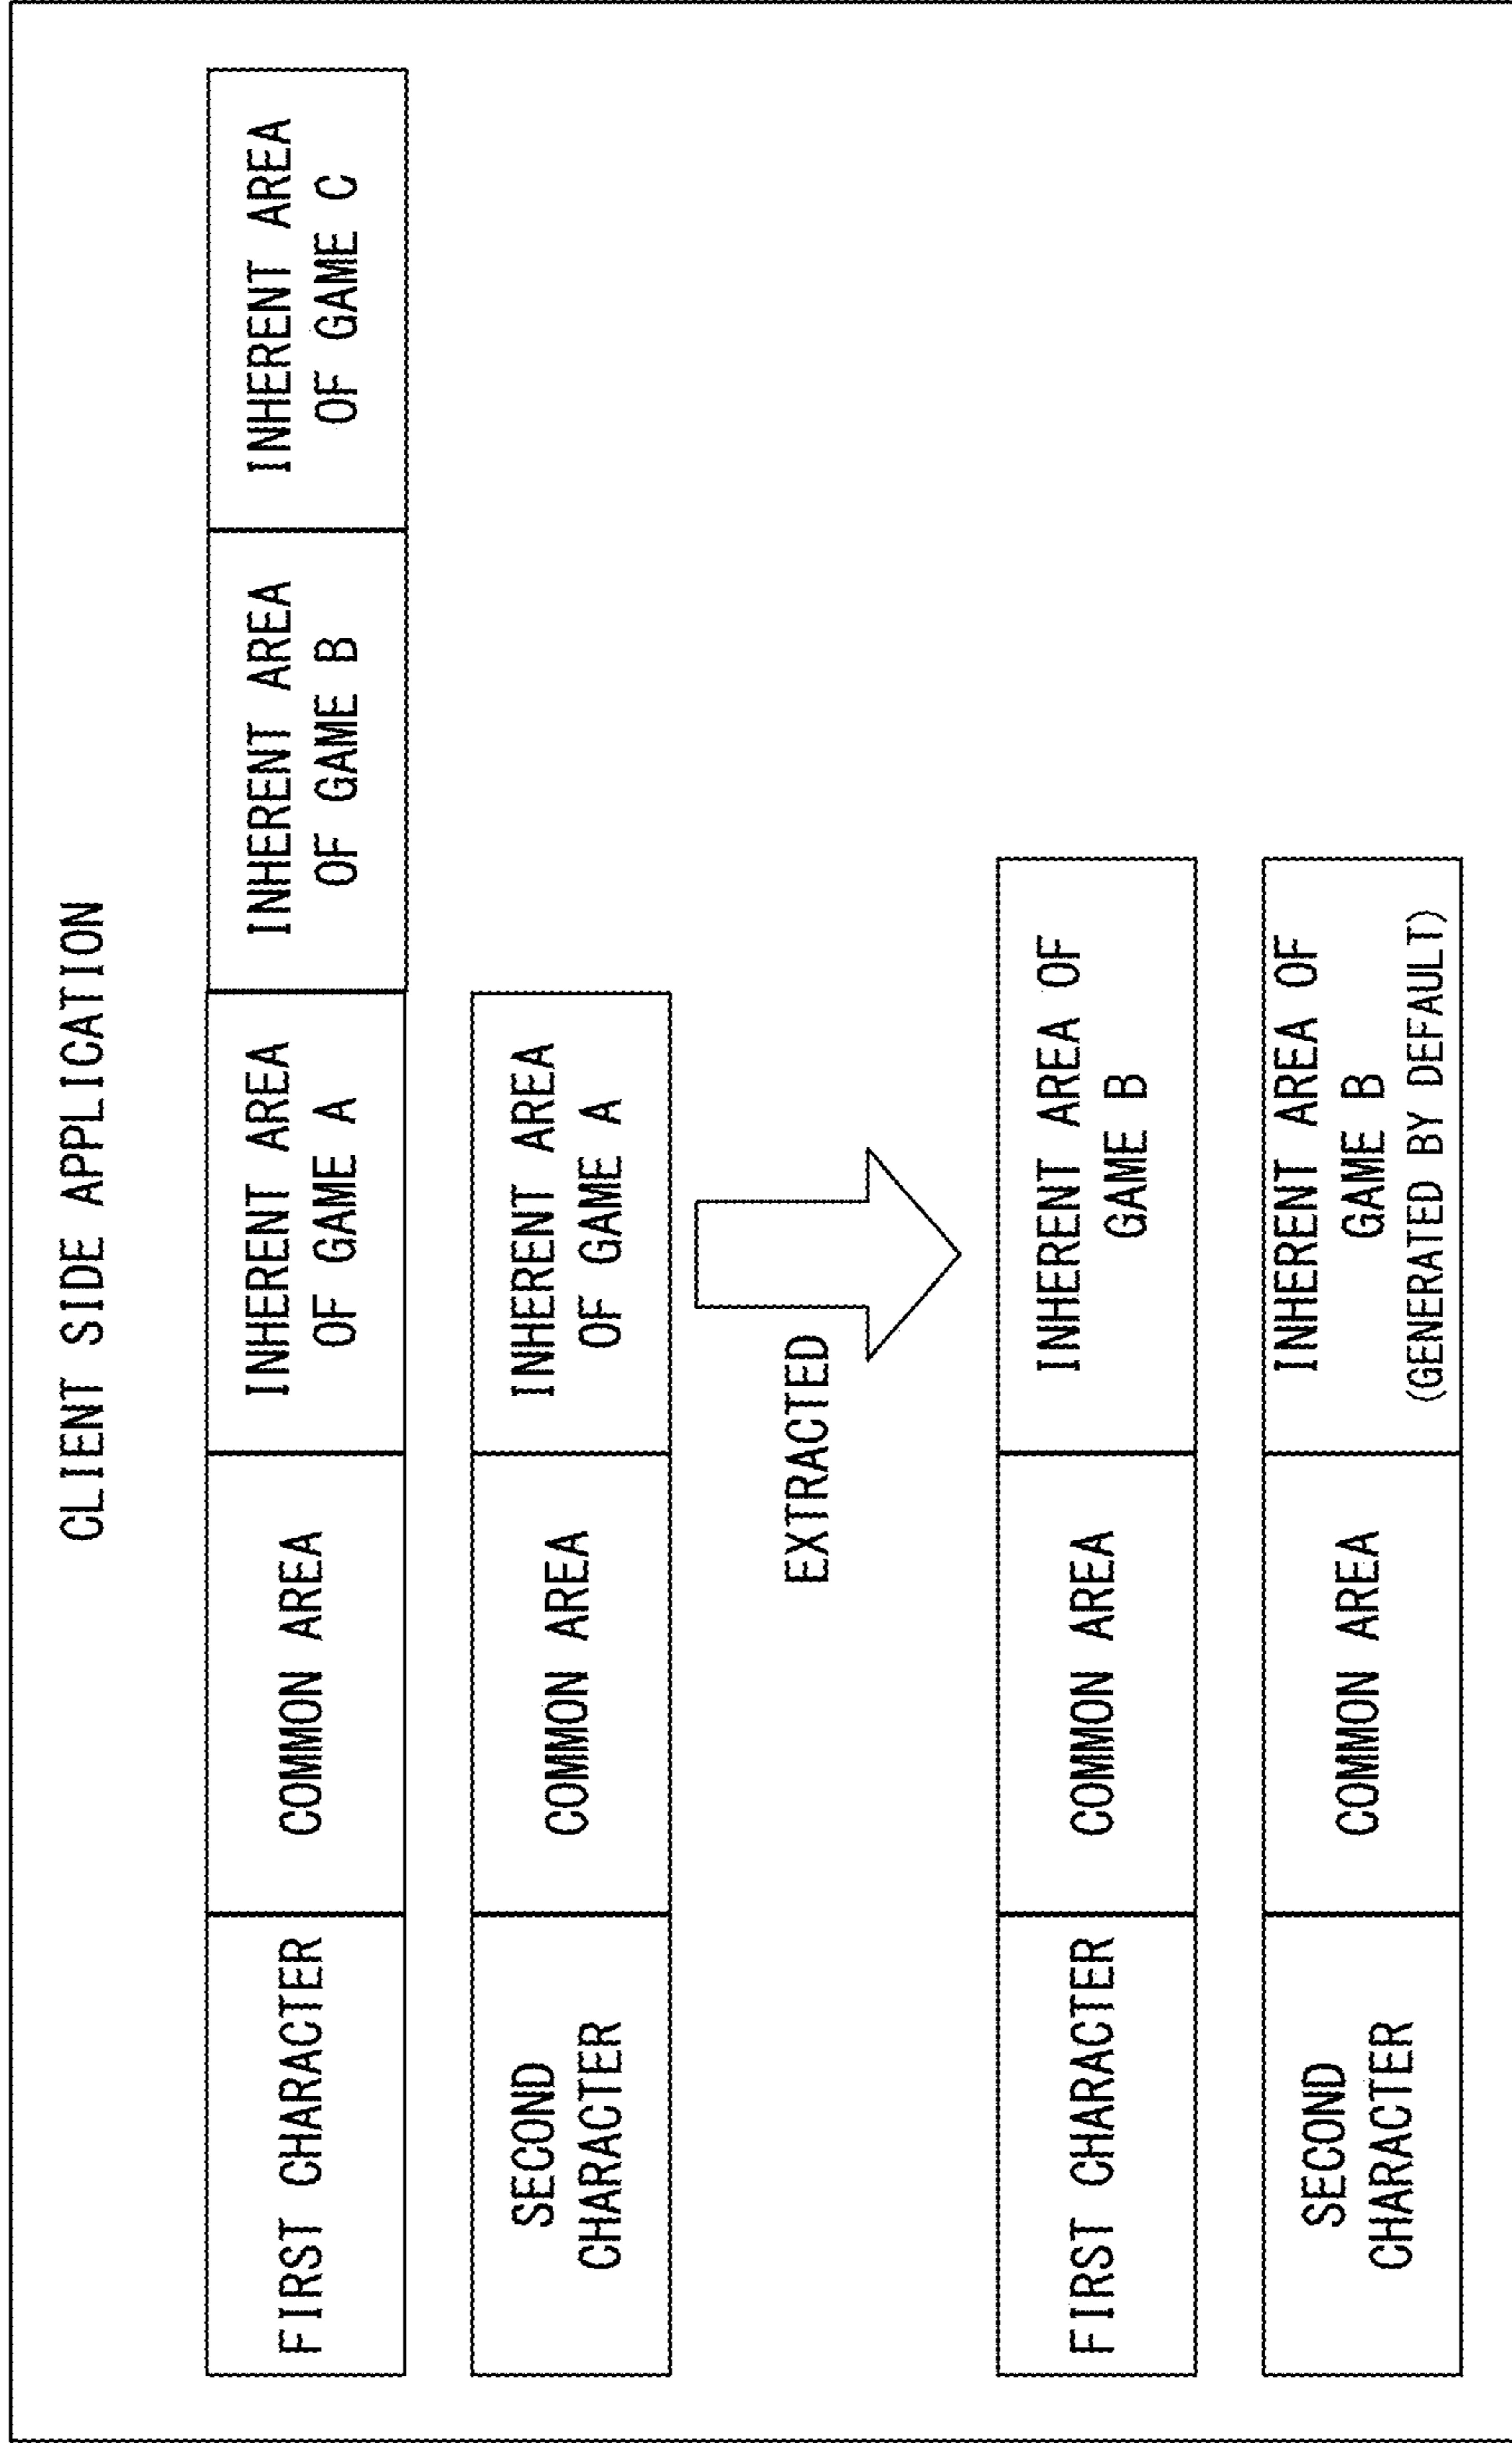 CLIENT SIDE APPLICATION
FIRST CHARACTER
COMMON AREA
INHERENT AREA
OF GAME A
INHERENT AREA
OF GAME B
INHERENT AREA
OF GAME C
SECOND
CHARACTER
COMMON AREA
INHERENT AREA
OF GAME A
EXTRACTED
FIRST CHARACTER
COMMON AREA
INHERENT AREA OF
GAME B
SECOND
CHARACTER
COMMON AREA
INHERENT AREA OF
GAME B
(GENERATED BY DEFAULT)